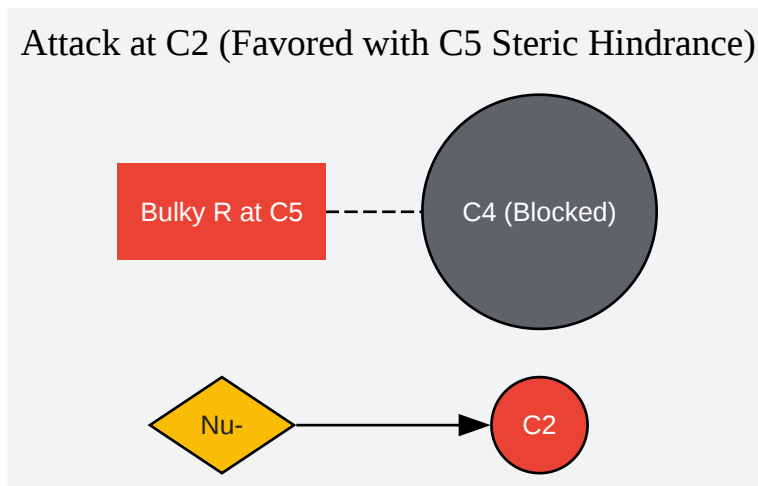 Attack at C2 (Favored with C5 Steric Hindrance)
Bulky R at C5
C4 (Blocked)
Nu-
C2